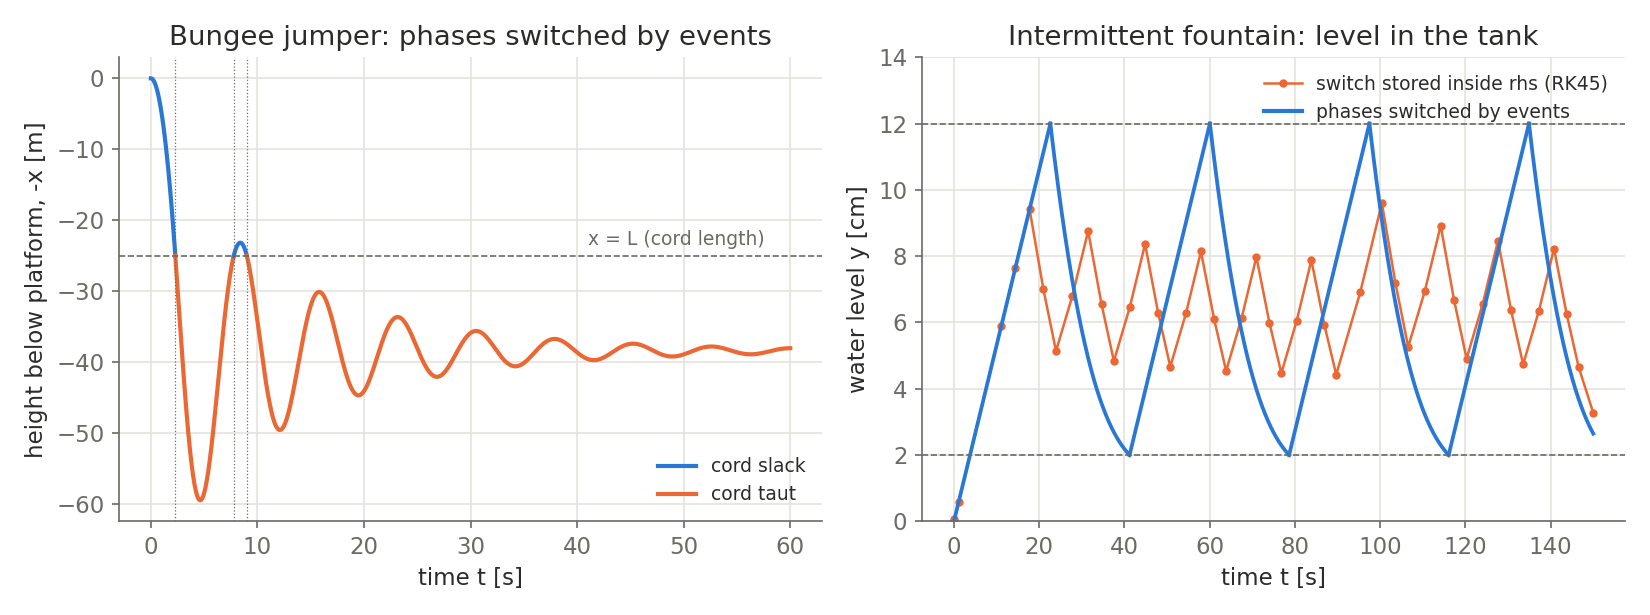 Bungee jumper: phases switched by events
height below platform, -x [m]
0
−10
−20
−30
−40
−50
−60
x = L (cord length)
cord slack
cord taut
0 10 20 30 40 50 60
time t [s]
Intermittent fountain: level in the tank
water level y [cm]
14
12
10
8
6
4
2
0
switch stored inside rhs (RK45)
phases switched by events
0 20 40 60 80 100 120 140
time t [s]